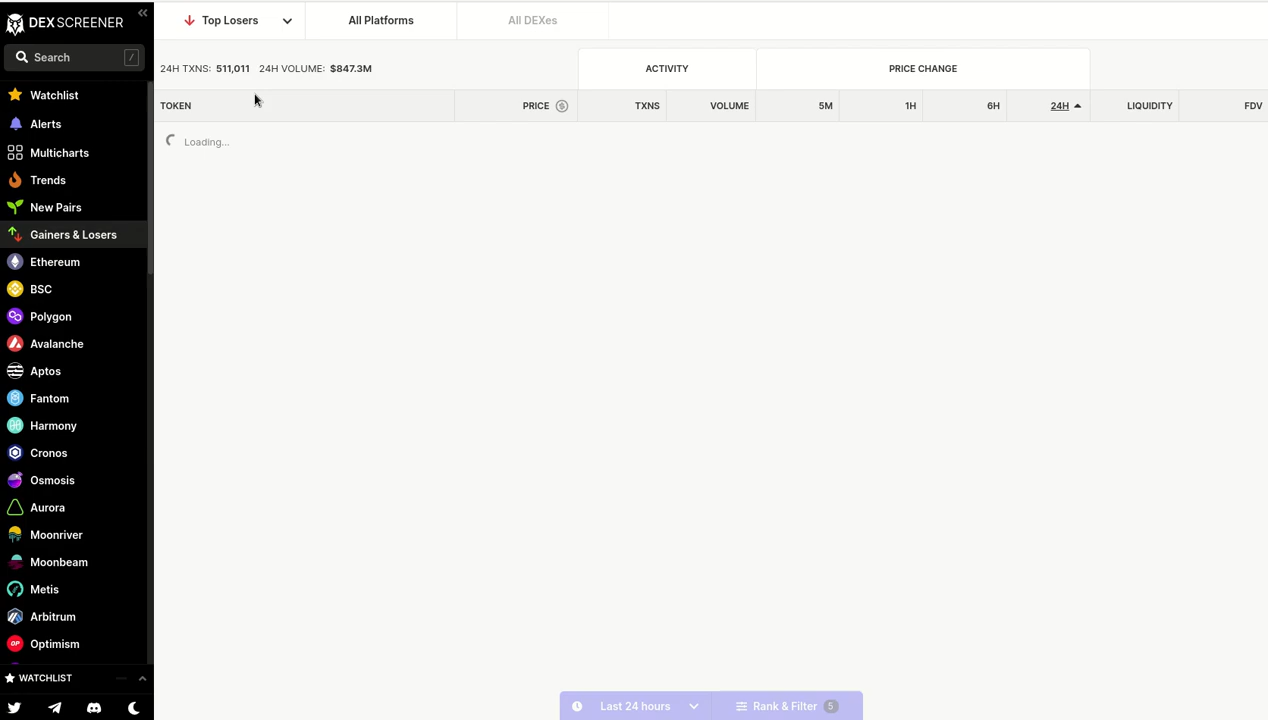 DEX SCREENER
Search /
Watchlist
Alerts
Multicharts
Trends
New Pairs
Gainers & Losers
Ethereum
BSC
Polygon
Avalanche
Aptos
Fantom
Harmony
Cronos
Osmosis
Aurora
Moonriver
Moonbeam
Metis
Arbitrum
OP Optimism
WATCHLIST
Top Losers All Platforms All DEXes
24H TXNS: 511,011 24H VOLUME: $847.3M ACTIVITY PRICE CHANGE
TOKEN PRICE TXNS VOLUME 5M 1H 6H 24H LIQUIDITY FDV
Loading...
Last 24 hours Rank & Filter 5